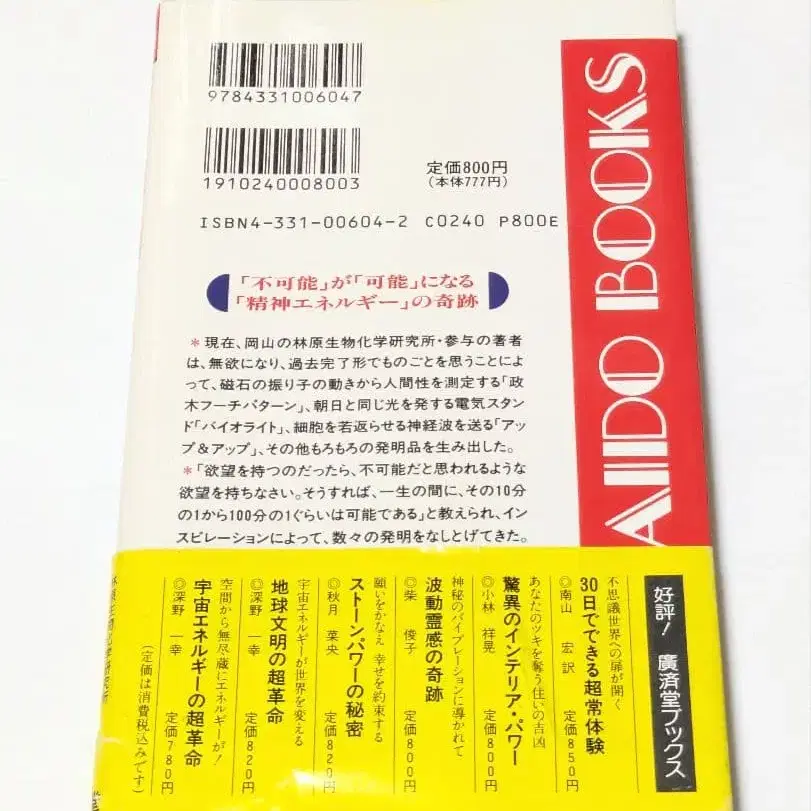 9784331006047
1910240008003
定価800円
（本体777円）
ISBN4-331-00604-2 C0240 P800E
「不可能」が「可能」になる
「精神エネルギー」の奇跡
＊現在、岡山の林原生物化学研究所・参与の著者
は、無欲になり、過去完了形でものごとを思うことによ
って、磁石の振り子の動きから人間性を測定する「政
木フーチパターン」、朝日と同じ光を発する電気スタン
ド「バイオライト」、細胞を若返らせる神経波を送る「アッ
プ＆アップ」、その他もろもろの発明品を生み出した。
＊「欲望を持つのだったら、不可能だと思われるような
欲望を持ちなさい。そうすれば、一生の間に、その10分
の1から100分の1ぐらいは可能である」と教えられ、イン
スピレーションによって、数々の発明をなしとげてきた。
AIIDO BOOKS
好評！ 廣済堂ブックス
不思議世界への扉が開く
30日でできる超常体験
◎南山 宏 訳 定価850円
あなたのツキを奪う住いの吉凶
驚異のインテリア・パワー
◎小林 祥晃 定価800円
神秘のバイブレーションに導かれて
波動霊感の奇跡
◎柴 俊子 定価800円
願いをかなえ 幸せを約束する
ストーンパワーの秘密
◎秋月 菜央 定価820円
宇宙エネルギーが世界を変える
地球文明の超革命
◎深野 一幸 定価820円
空間から無尽蔵にエネルギーが！
宇宙エネルギーの超革命
◎深野 一幸 定価780円
（定価は消費税込みです）